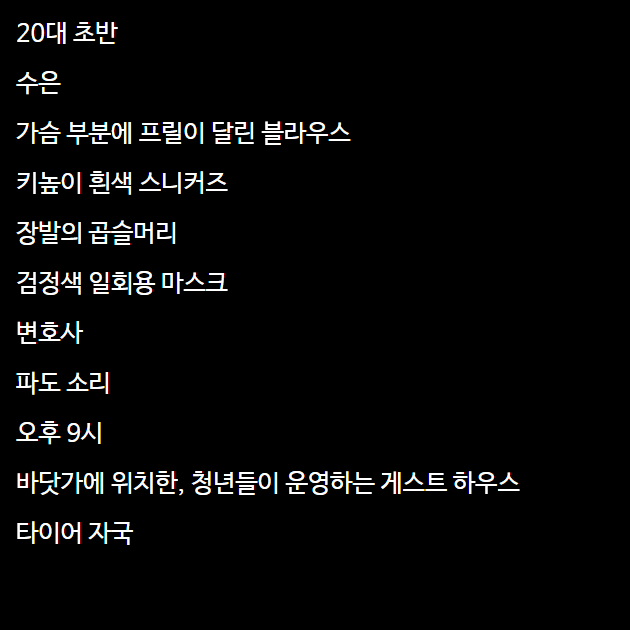 20대 초반
수은
가슴 부분에 프릴이 달린 블라우스
키높이 흰색 스니커즈
장발의 곱슬머리
검정색 일회용 마스크
변호사
파도 소리
오후 9시
바닷가에 위치한, 청년들이 운영하는 게스트 하우스
타이어 자국